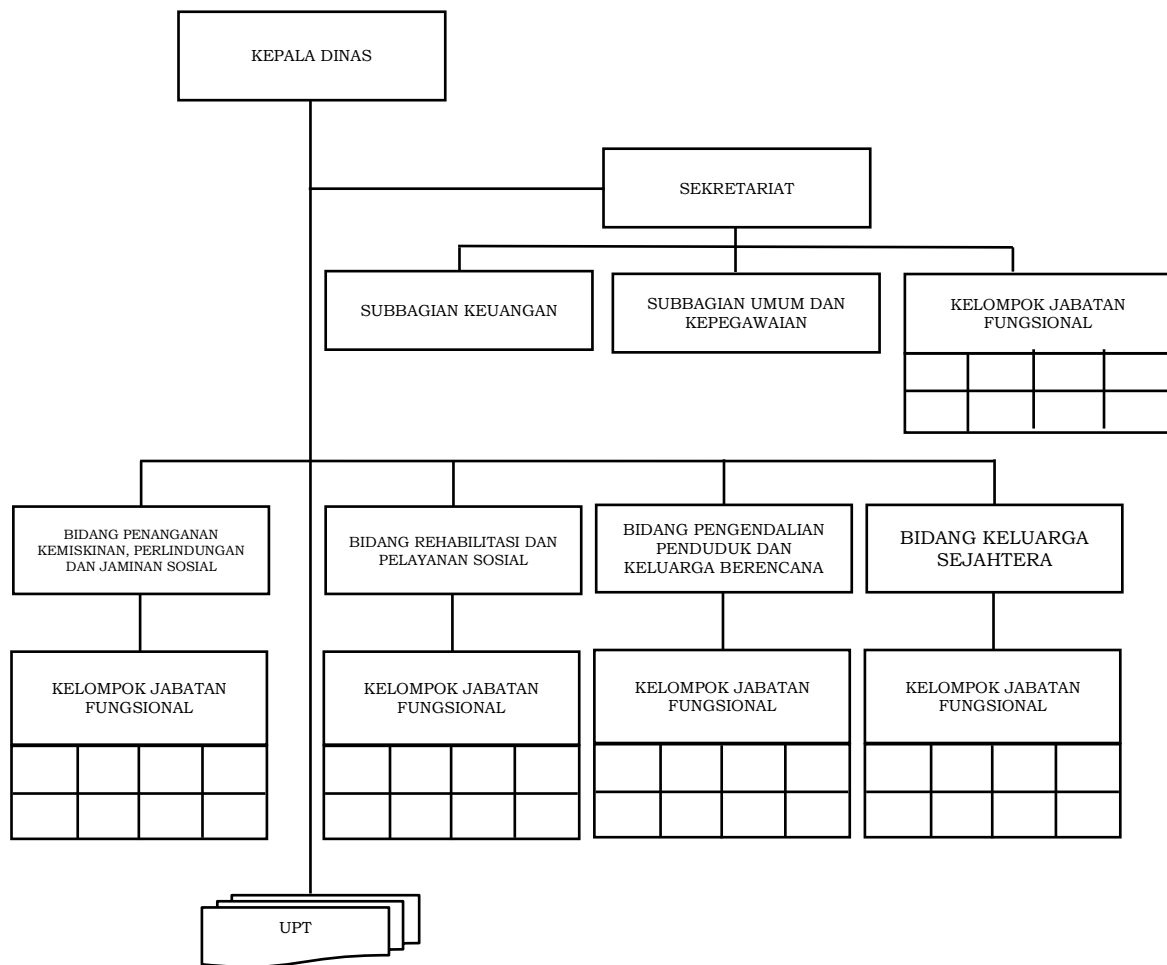 KEPALA DINAS
SEKRETARIAT
SUBBAGIAN KEUANGAN
SUBBAGIAN UMUM DAN
KEPEGAWAIAN
KELOMPOK JABATAN
FUNGSIONAL
BIDANG PENANGANAN
KEMISKINAN, PERLINDUNGAN
DAN JAMINAN SOSIAL
BIDANG REHABILITASI DAN
PELAYANAN SOSIAL
BIDANG PENGENDALIAN
PENDUDUK DAN
KELUARGA BERENCANA
BIDANG KELUARGA
SEJAHTERA
KELOMPOK JABATAN
FUNGSIONAL
KELOMPOK JABATAN
FUNGSIONAL
KELOMPOK JABATAN
FUNGSIONAL
KELOMPOK JABATAN
FUNGSIONAL
UPT